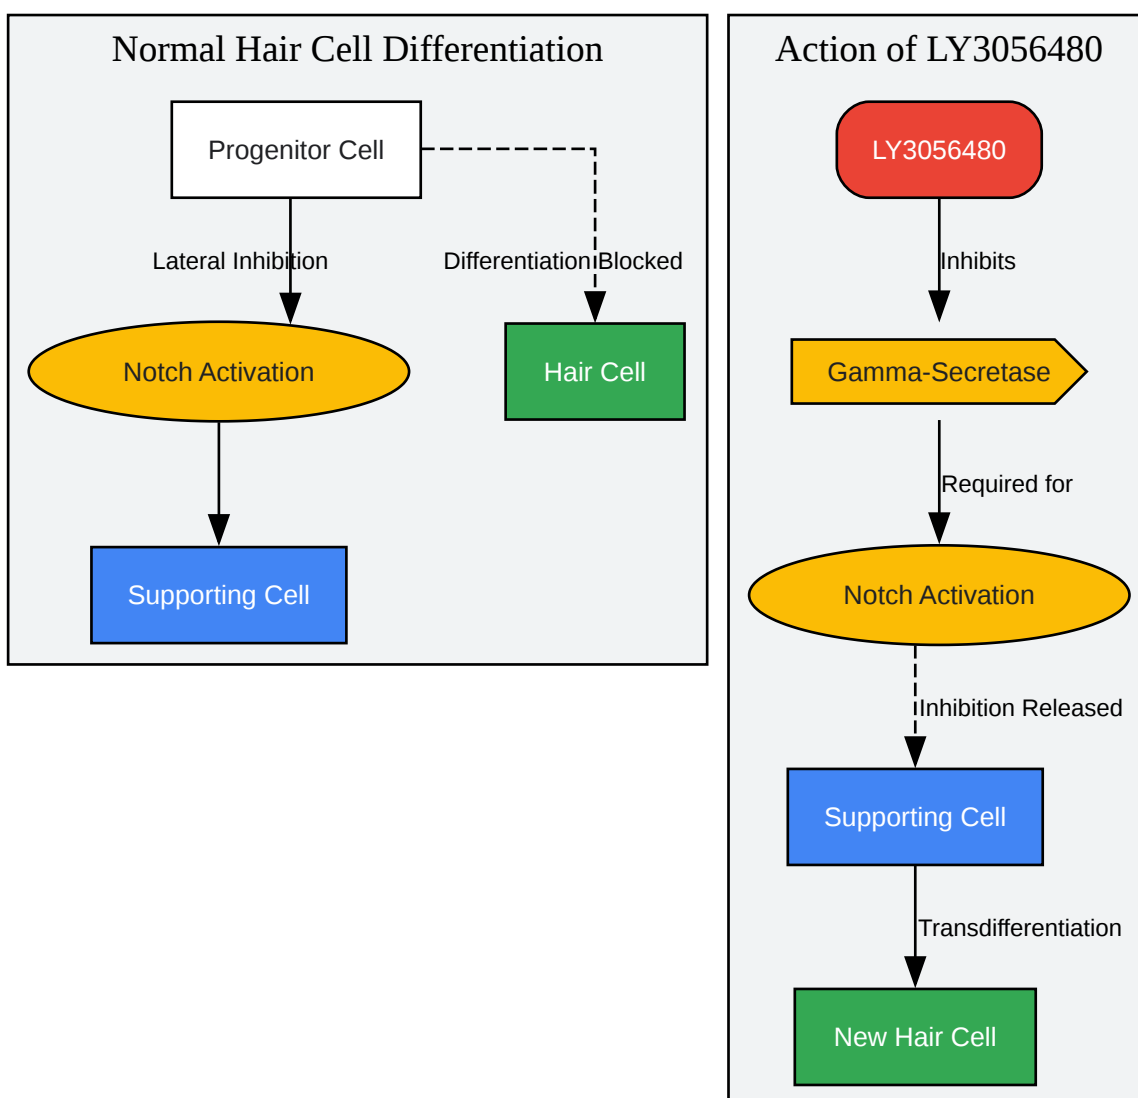 Normal Hair Cell Differentiation
Progenitor Cell
Lateral Inhibition
Differentiation Blocked
Notch Activation
Hair Cell
Supporting Cell
Action of LY3056480
LY3056480
Inhibits
Gamma-Secretase
Required for
Notch Activation
Inhibition Released
Supporting Cell
Transdifferentiation
New Hair Cell